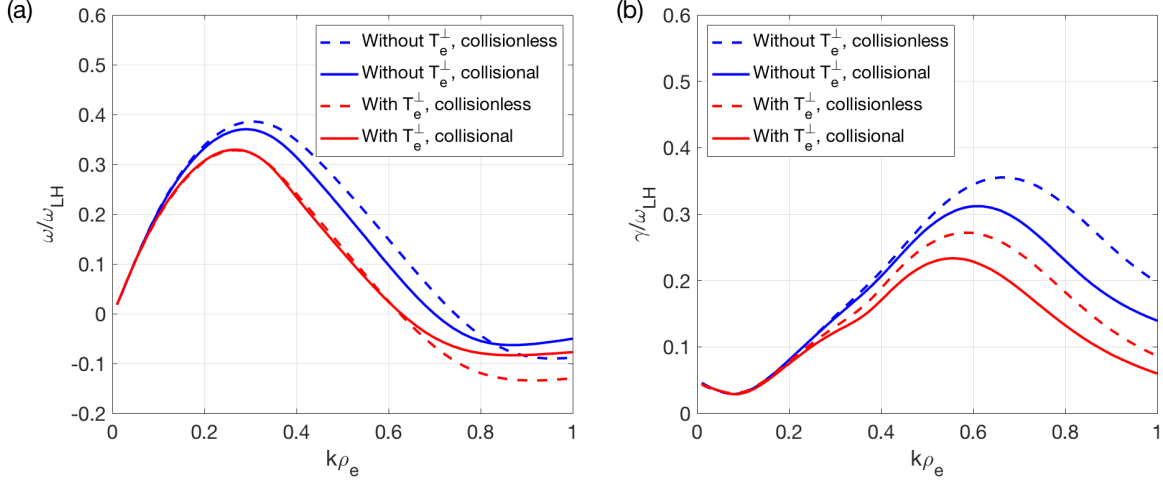 (a)
0.6
0.5
0.4
0.3
0.2
0.1
0
-0.1
-0.2
ω/ω_LH
Without T_e^⊥, collisionless
Without T_e^⊥, collisional
With T_e^⊥, collisionless
With T_e^⊥, collisional
0 0.2 0.4 0.6 0.8 1
kρ_e
(b)
0.6
0.5
0.4
0.3
0.2
0.1
0
γ/ω_LH
Without T_e^⊥, collisionless
Without T_e^⊥, collisional
With T_e^⊥, collisionless
With T_e^⊥, collisional
0 0.2 0.4 0.6 0.8 1
kρ_e